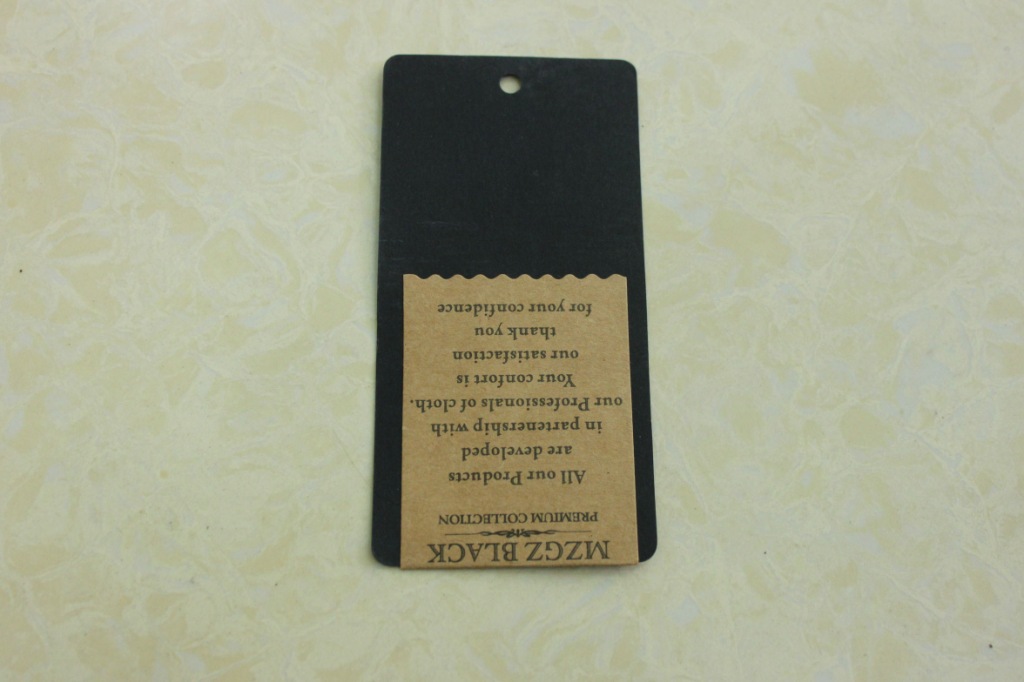 MZGZ BLACK
PREMIUM COLLECTION
All our Products
are developed
in partenership with
our Professionals of cloth.
Your confort is
our satisfaction
thank you
for your confidence